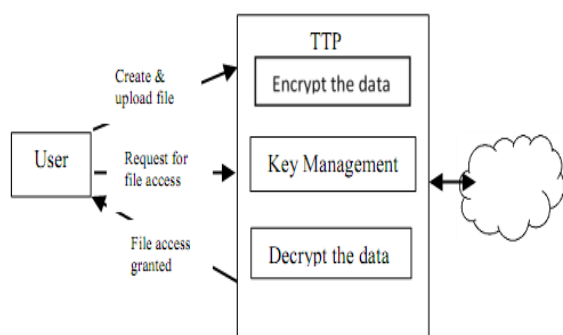 TTP
Create &
upload file
Encrypt the data
User
Request for
file access
Key Management
File access
granted
Decrypt the data